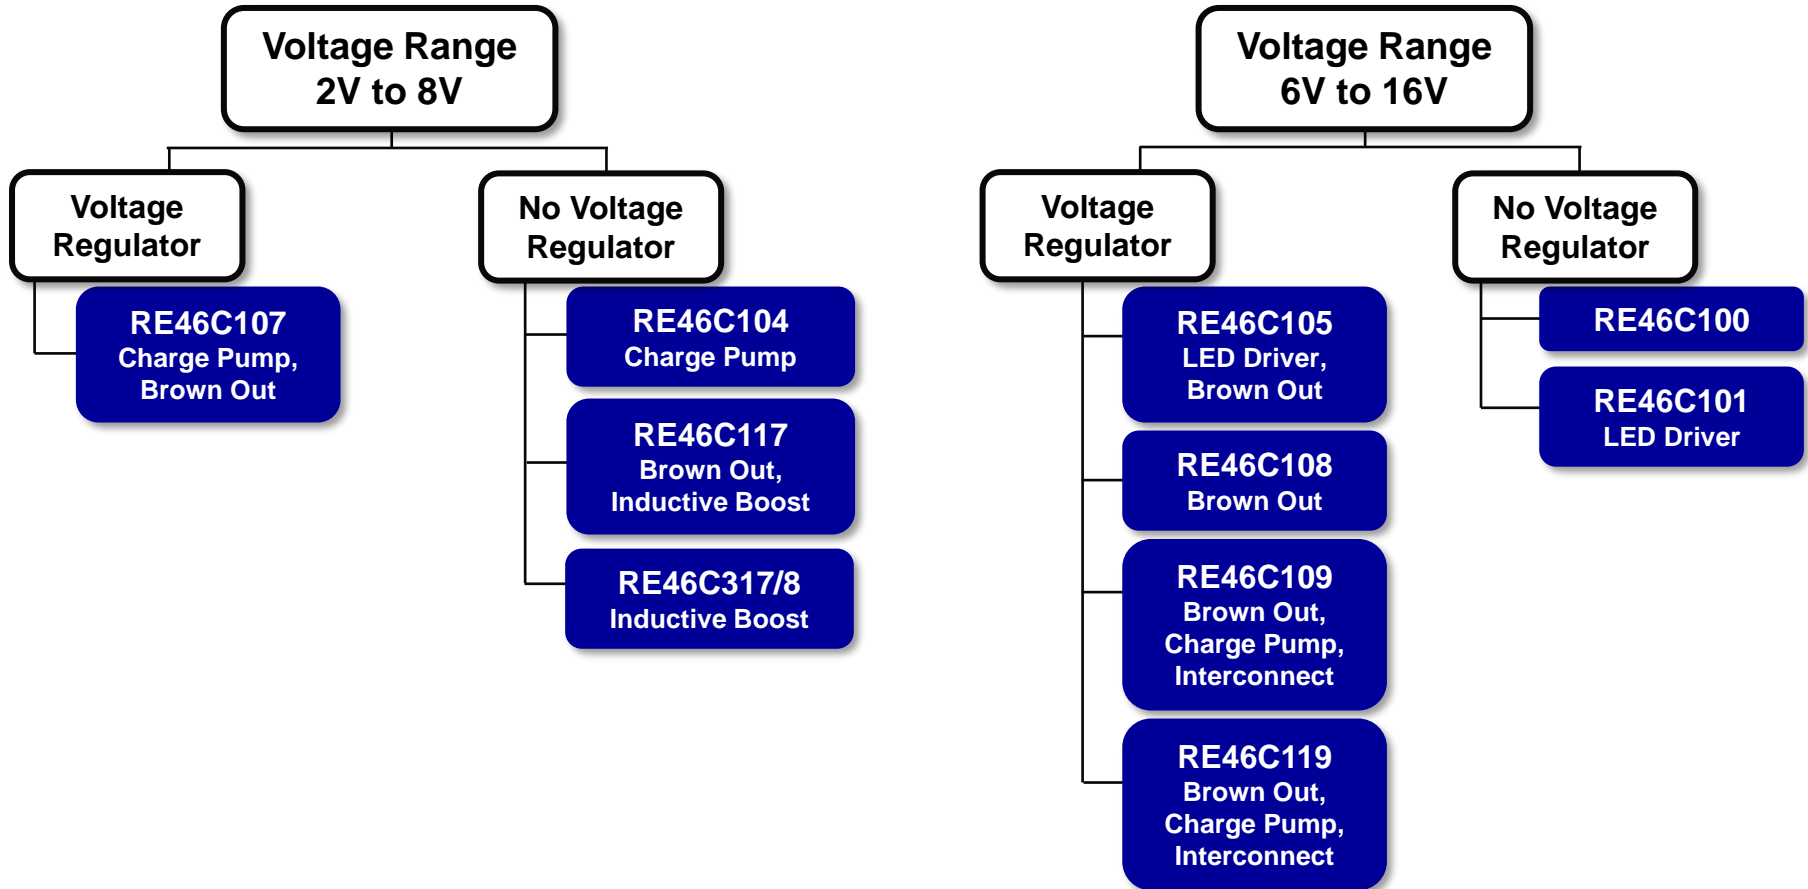 Voltage Range
2V to 8V
Voltage
Regulator
RE46C107
Charge Pump,
Brown Out
No Voltage
Regulator
RE46C104
Charge Pump
RE46C117
Brown Out,
Inductive Boost
RE46C317/8
Inductive Boost
Voltage Range
6V to 16V
Voltage
Regulator
RE46C105
LED Driver,
Brown Out
RE46C108
Brown Out
RE46C109
Brown Out,
Charge Pump,
Interconnect
RE46C119
Brown Out,
Charge Pump,
Interconnect
No Voltage
Regulator
RE46C100
RE46C101
LED Driver